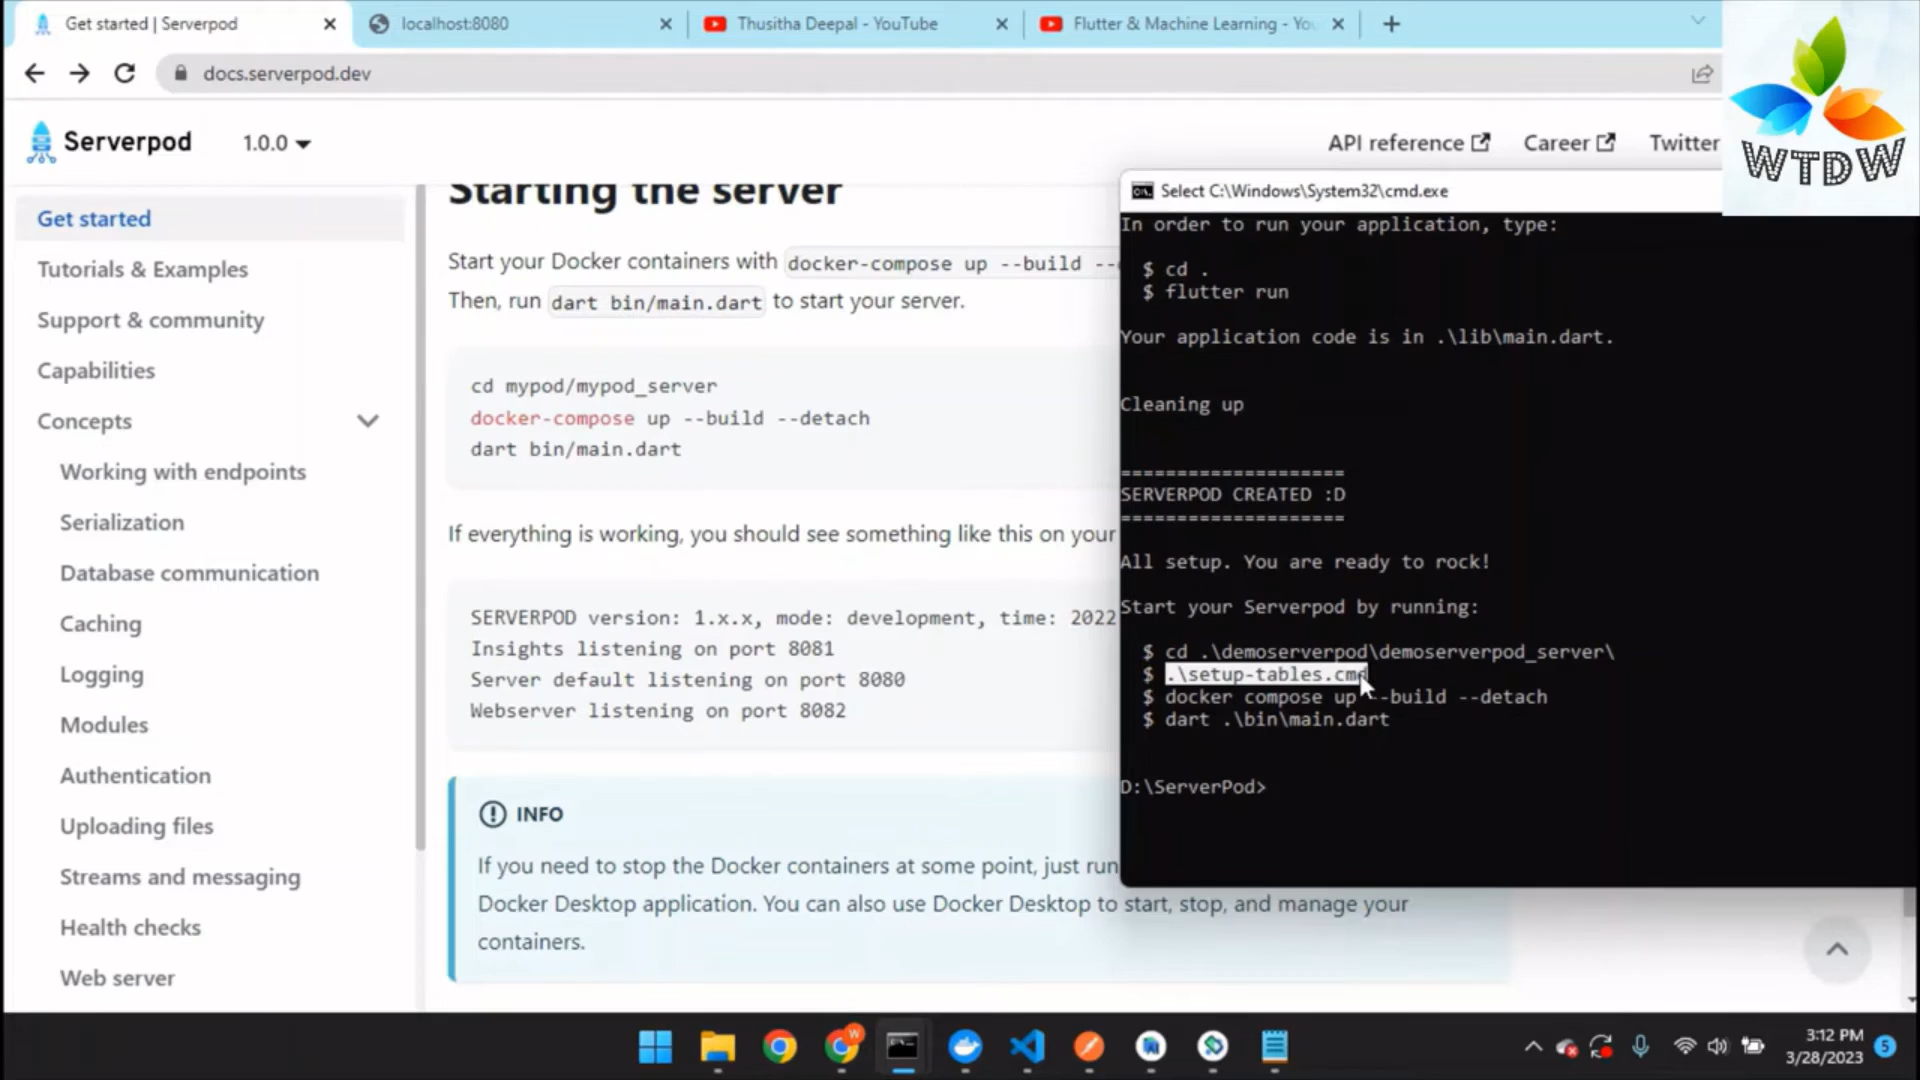 Get started | Serverpod
localhost:8080
Thusitha Deepal - YouTube
Flutter & Machine Learning - You
docs.serverpod.dev
Serverpod
1.0.0
API reference
Career
Twitter
WTDW
Get started
Tutorials & Examples
Support & community
Capabilities
Concepts
Working with endpoints
Serialization
Database communication
Caching
Logging
Modules
Authentication
Uploading files
Streams and messaging
Health checks
Web server
Starting the server
Start your Docker containers with docker-compose up --build --
Then, run dart bin/main.dart to start your server.
cd mypod/mypod_server
docker-compose up --build --detach
dart bin/main.dart
If everything is working, you should see something like this on your
SERVERPOD version: 1.x.x, mode: development, time: 2022
Insights listening on port 8081
Server default listening on port 8080
Webserver listening on port 8082
INFO
If you need to stop the Docker containers at some point, just run
Docker Desktop application. You can also use Docker Desktop to start, stop, and manage your
containers.
Select C:\Windows\System32\cmd.exe
In order to run your application, type:
$ cd .
$ flutter run
Your application code is in .\lib\main.dart.
Cleaning up
====================
SERVERPOD CREATED :D
====================
All setup. You are ready to rock!
Start your Serverpod by running:
$ cd .\demoserverpod\demoserverpod_server\
$ .\setup-tables.cmd
$ docker compose up --build --detach
$ dart .\bin\main.dart
D:\ServerPod>
W
3:12 PM
3/28/2023
5